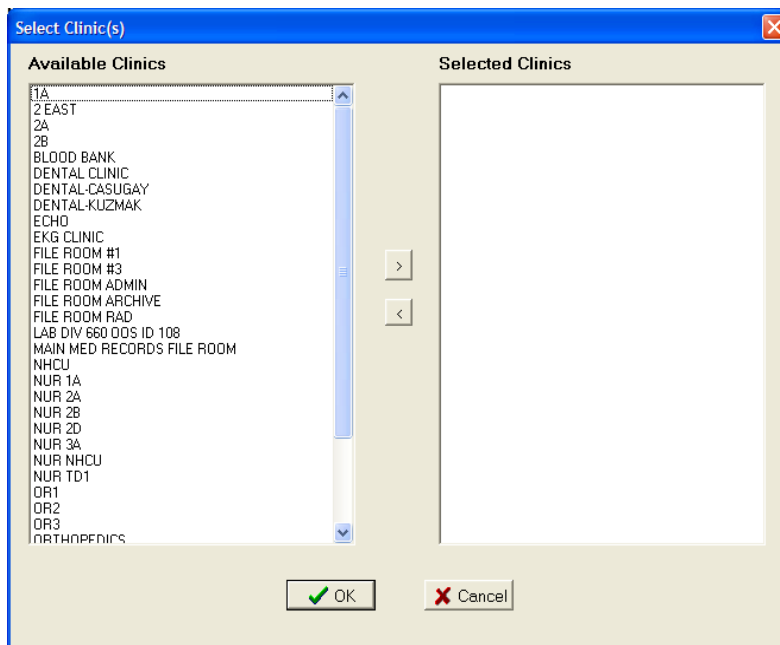 Select Clinic(s)
Available Clinics
Selected Clinics
1A
2 EAST
2A
2B
BLOOD BANK
DENTAL CLINIC
DENTAL-CASUGAY
DENTAL-KUZMAK
ECHO
EKG CLINIC
FILE ROOM #1
FILE ROOM #3
FILE ROOM ADMIN
FILE ROOM ARCHIVE
FILE ROOM RAD
LAB DIV 660 OOS ID 108
MAIN MED RECORDS FILE ROOM
NHCU
NUR 1A
NUR 2A
NUR 2B
NUR 2D
NUR 3A
NUR NHCU
NUR TD1
OR1
OR2
OR3
ORTHOPEDICS
>
<
OK
Cancel